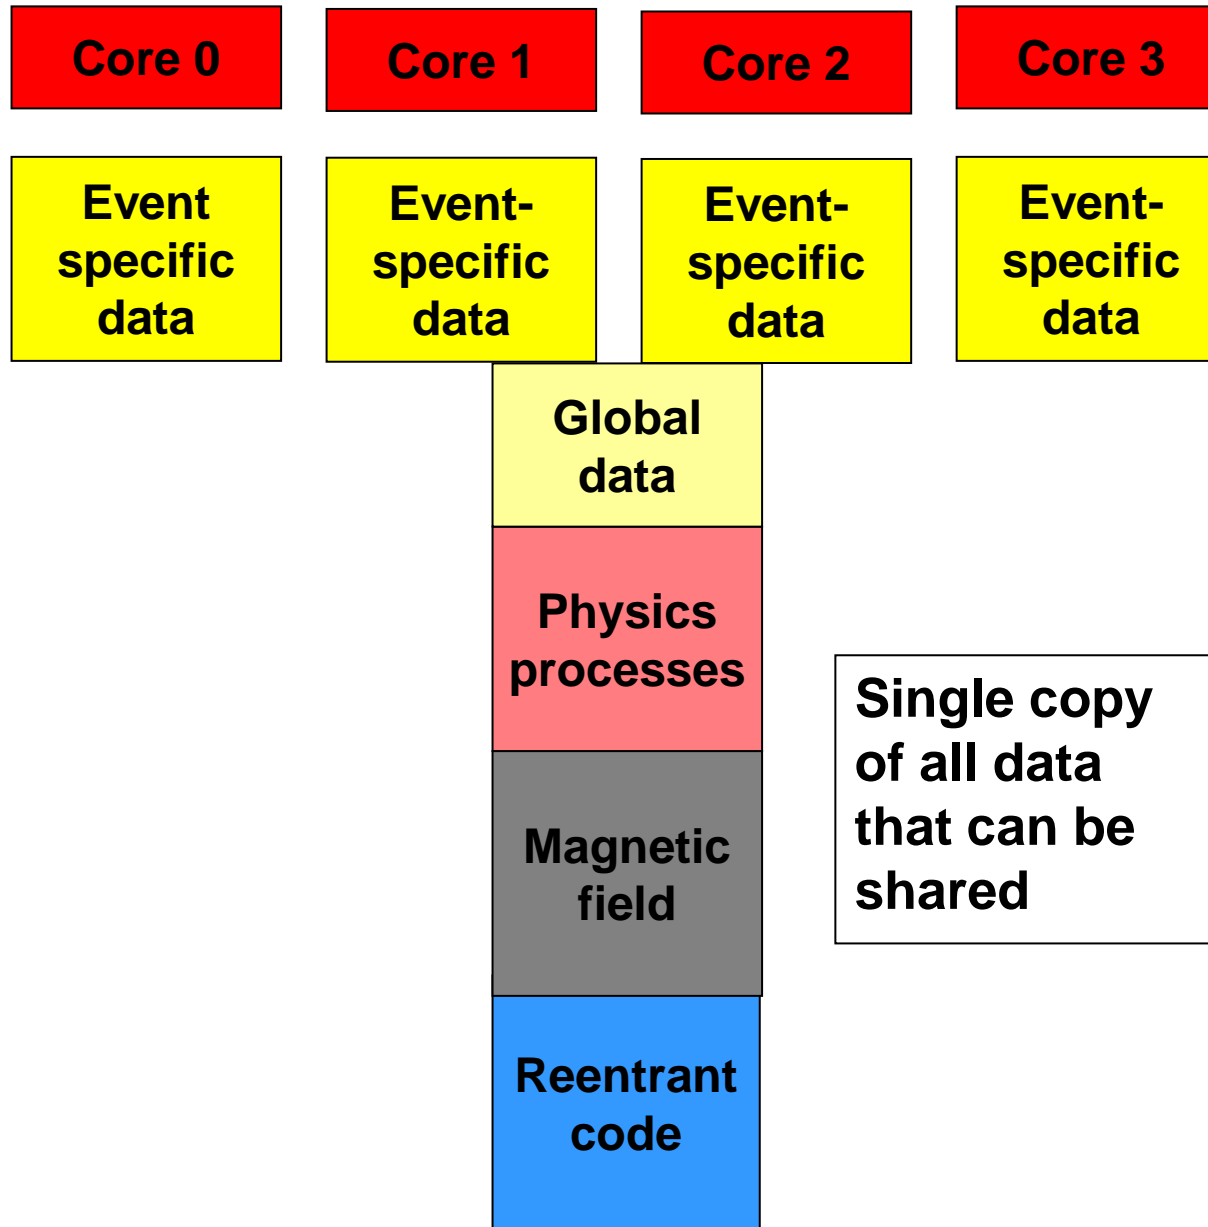 Core 0
Core 1
Core 2
Core 3
Event
specific
data
Event-
specific
data
Event-
specific
data
Event-
specific
data
Global
data
Physics
processes
Magnetic
field
Reentrant
code
Single copy
of all data
that can be
shared